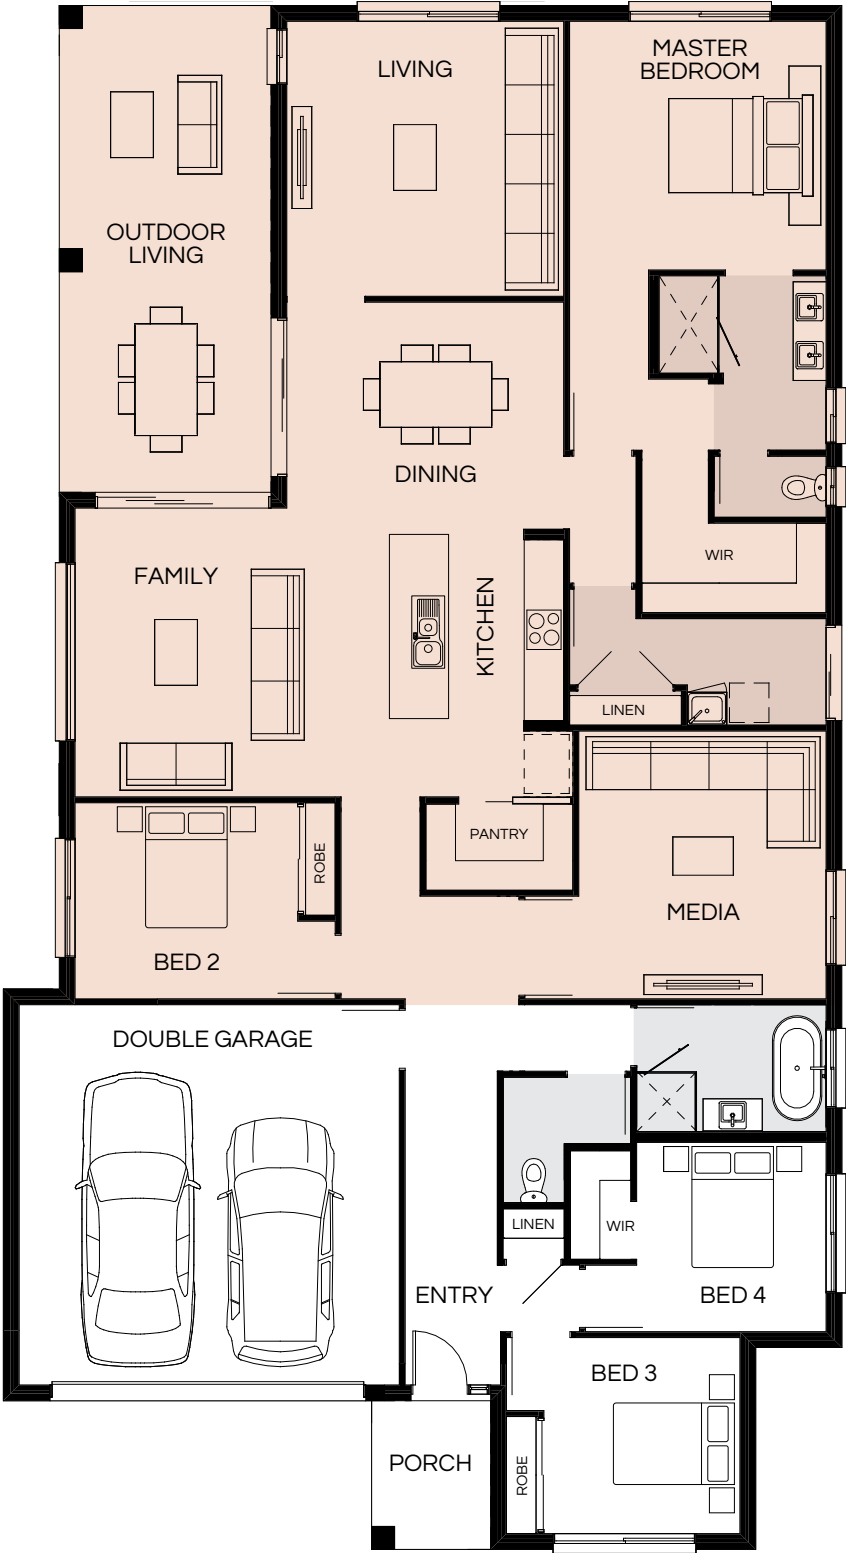 LIVING
MASTER
BEDROOM
OUTDOOR
LIVING
DINING
WIR
FAMILY
KITCHEN
LINEN
PANTRY
ROBE
MEDIA
BED 2
DOUBLE GARAGE
LINEN
WIR
ENTRY
BED 4
BED 3
PORCH
ROBE